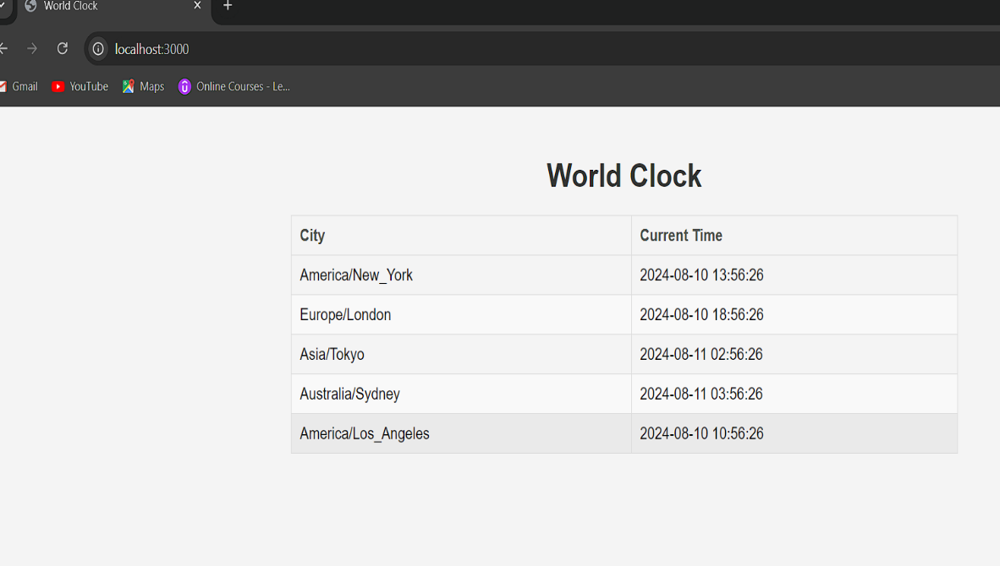 World Clock
localhost:3000
Gmail YouTube Maps Online Courses - Le...
World Clock
City Current Time
America/New_York 2024-08-10 13:56:26
Europe/London 2024-08-10 18:56:26
Asia/Tokyo 2024-08-11 02:56:26
Australia/Sydney 2024-08-11 03:56:26
America/Los_Angeles 2024-08-10 10:56:26